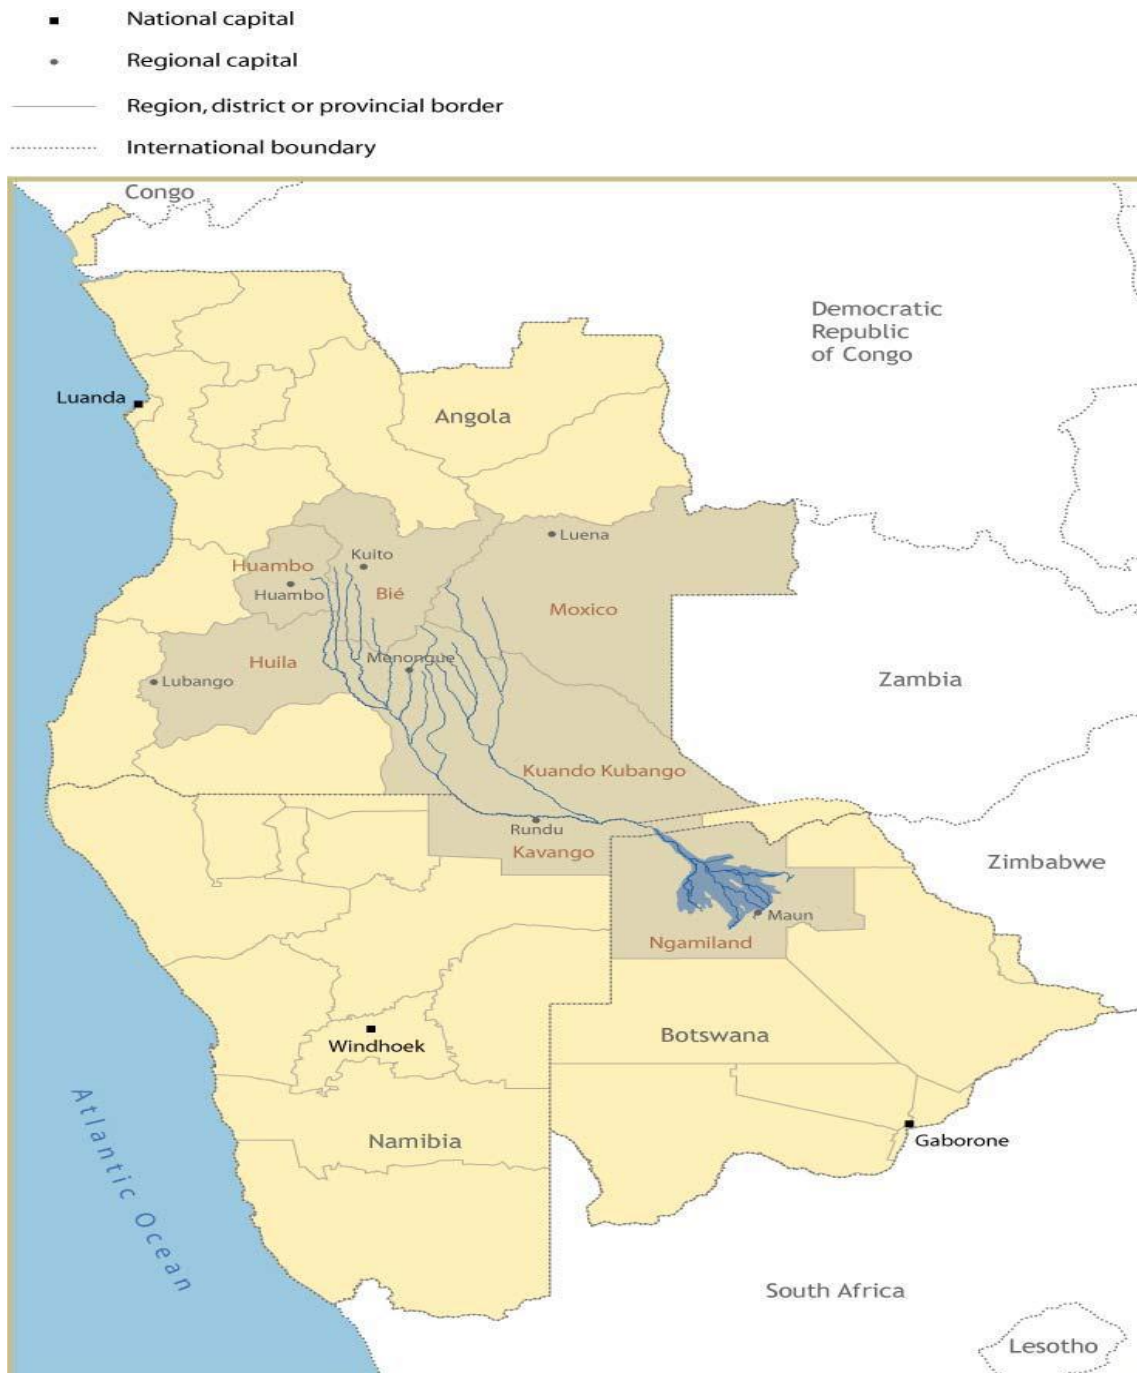 National capital
Regional capital
Region, district or provincial border
International boundary
Congo
Democratic
Republic
of Congo
Luanda
Angola
Luena
Kuito
Huambo
Huambo
Bié
Moxico
Menongue
Huila
Lubango
Zambia
Kuando Kubango
Rundu
Kavango
Zimbabwe
Maun
Ngamiland
Botswana
Windhoek
Namibia
Gaborone
Atlantic Ocean
South Africa
Lesotho